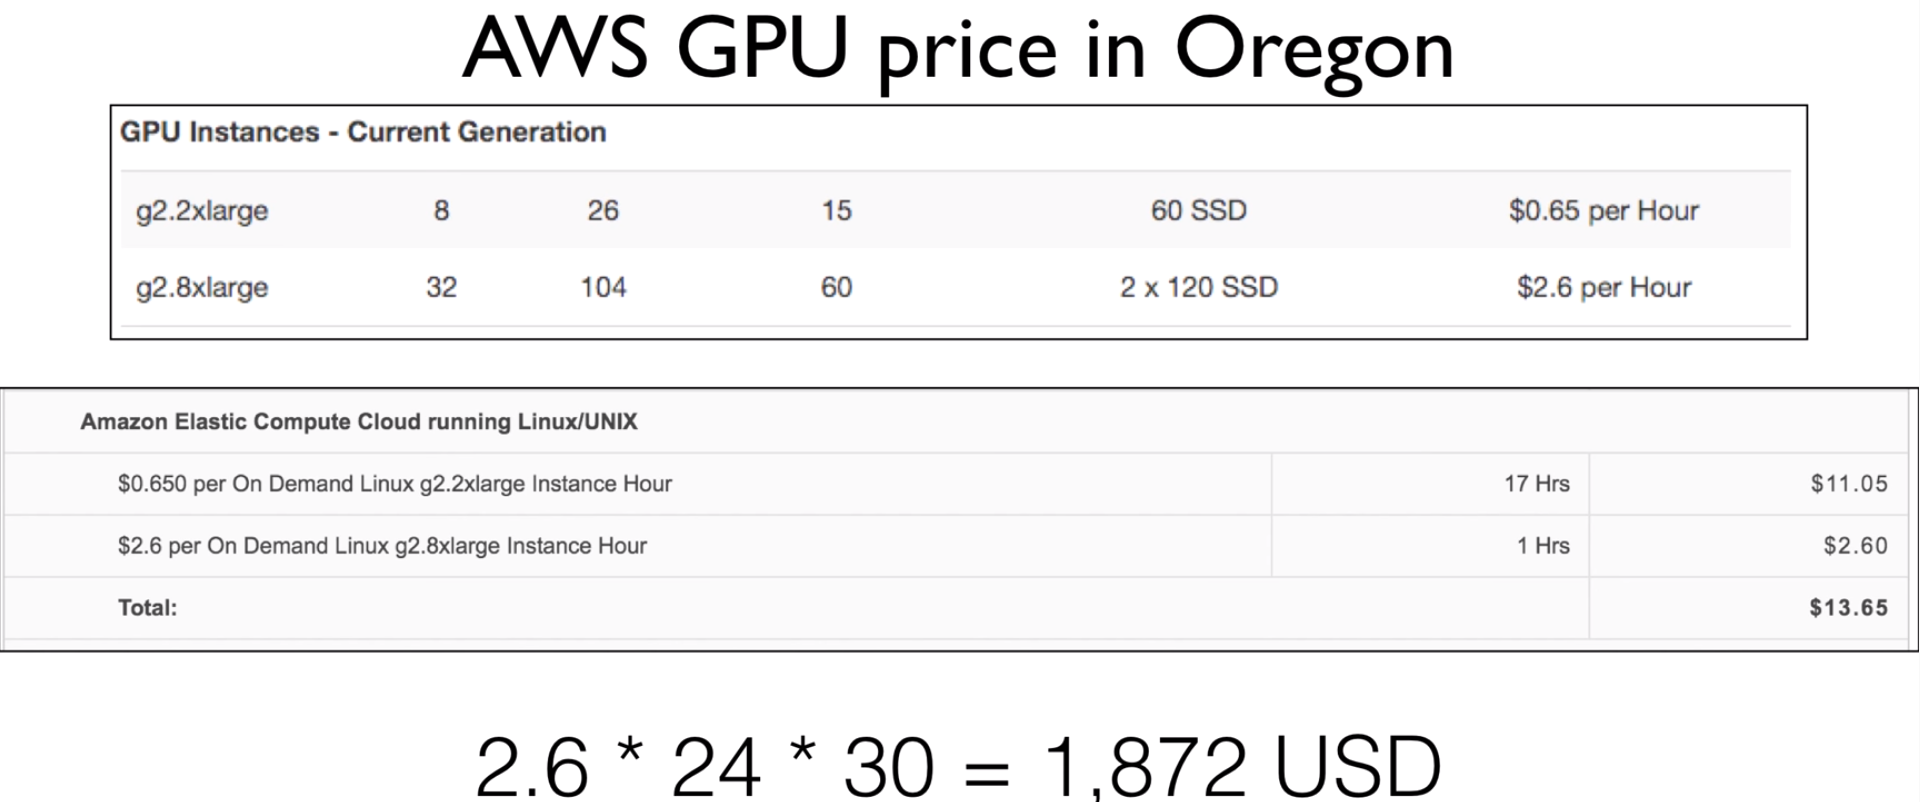 AWS GPU price in Oregon
GPU Instances - Current Generation
g2.2xlarge 8 26 15 60 SSD $0.65 per Hour
g2.8xlarge 32 104 60 2 x 120 SSD $2.6 per Hour
Amazon Elastic Compute Cloud running Linux/UNIX
$0.650 per On Demand Linux g2.2xlarge Instance Hour 17 Hrs $11.05
$2.6 per On Demand Linux g2.8xlarge Instance Hour 1 Hrs $2.60
Total: $13.65
2.6 * 24 * 30 = 1,872 USD